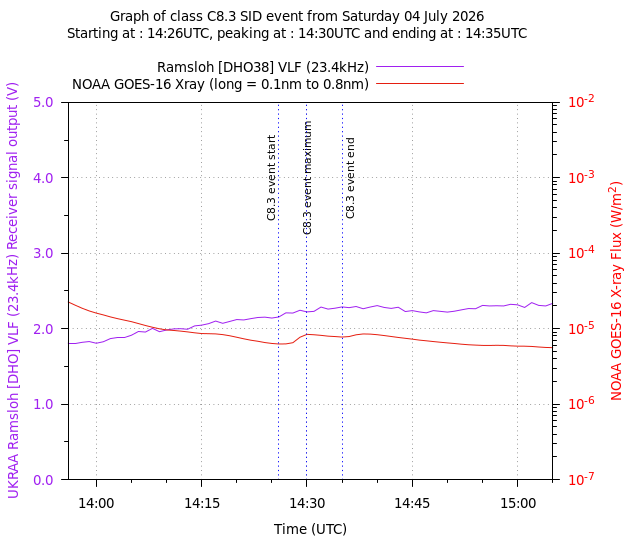 Graph of class C8.3 SID event from Saturday 04 July 2026
Starting at : 14:26UTC, peaking at : 14:30UTC and ending at : 14:35UTC
Ramsloh [DHO38] VLF (23.4kHz)
NOAA GOES-16 Xray (long = 0.1nm to 0.8nm)
UKRAA Ramsloh [DHO] VLF (23.4kHz) Receiver signal output (V)
5.0
4.0
3.0
2.0
1.0
0.0
C8.3 event start
C8.3 event maximum
C8.3 event end
10-2
10-3
10-4
10-5
10-6
10-7
NOAA GOES-16 X-ray Flux (W/m2)
14:00 14:15 14:30 14:45 15:00
Time (UTC)